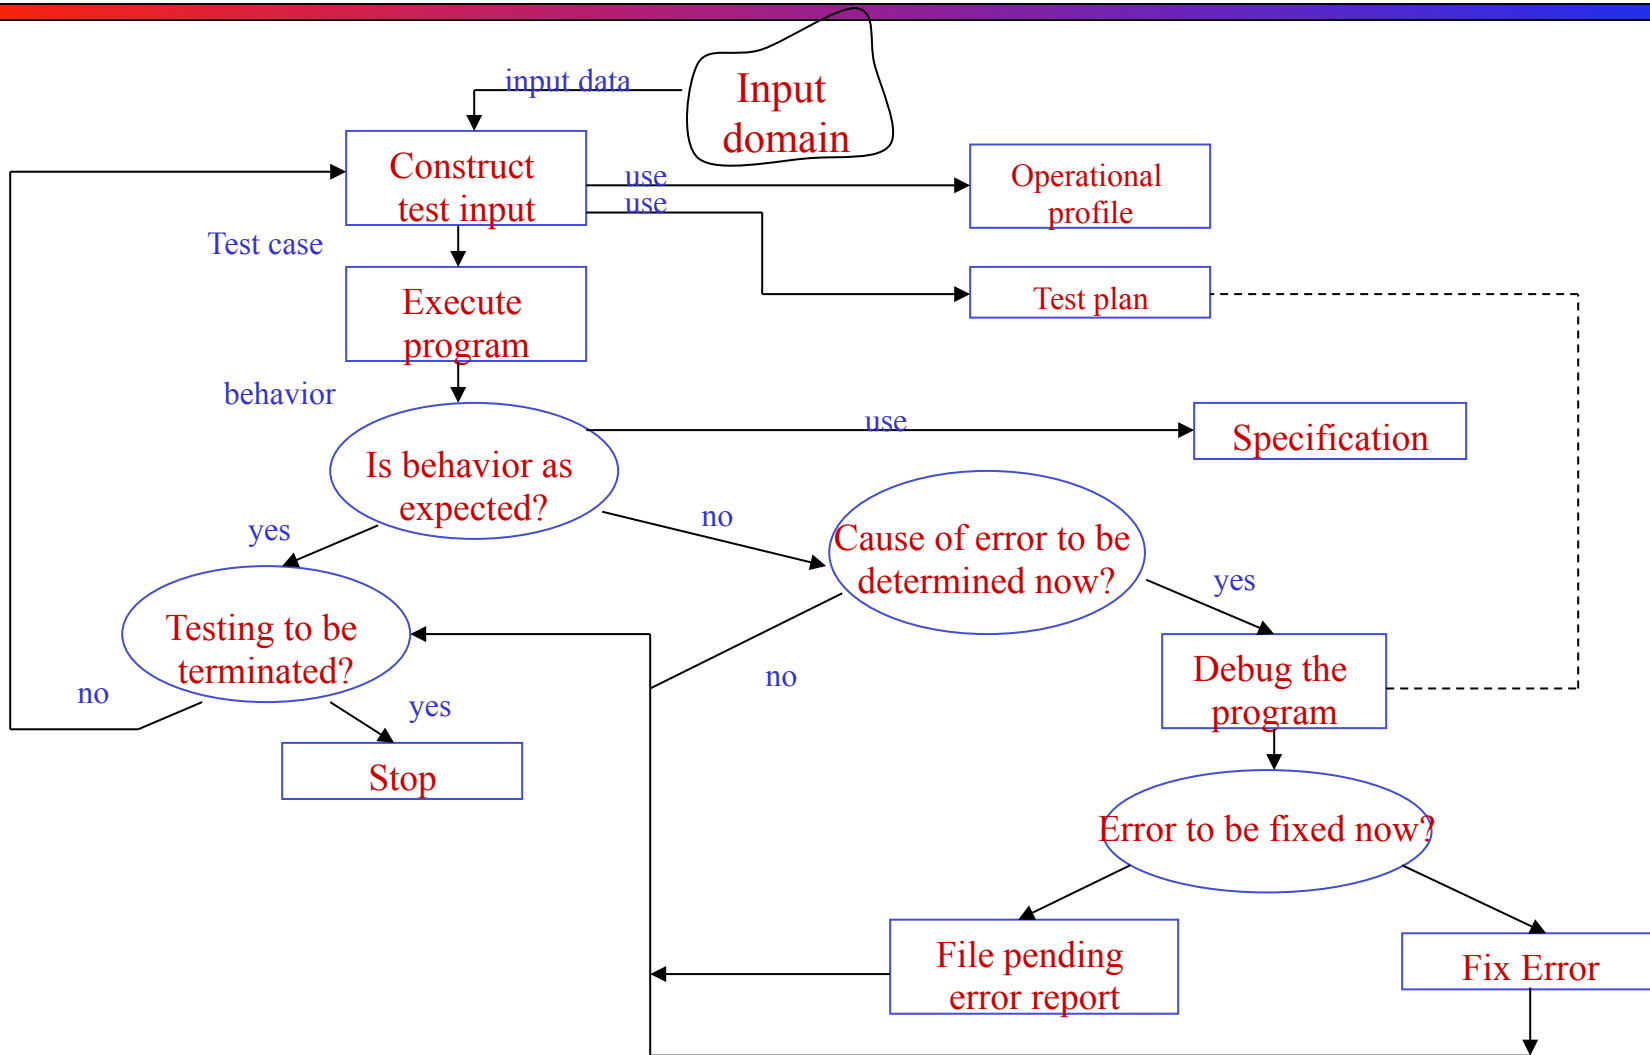 input data
Input
domain
Construct
test input
use
use
Operational
profile
Test case
Execute
program
Test plan
behavior
use
Specification
Is behavior as
expected?
yes
no
Cause of error to be
determined now?
yes
Testing to be
terminated?
no
no
yes
Debug the
program
Stop
Error to be fixed now?
File pending
error report
Fix Error